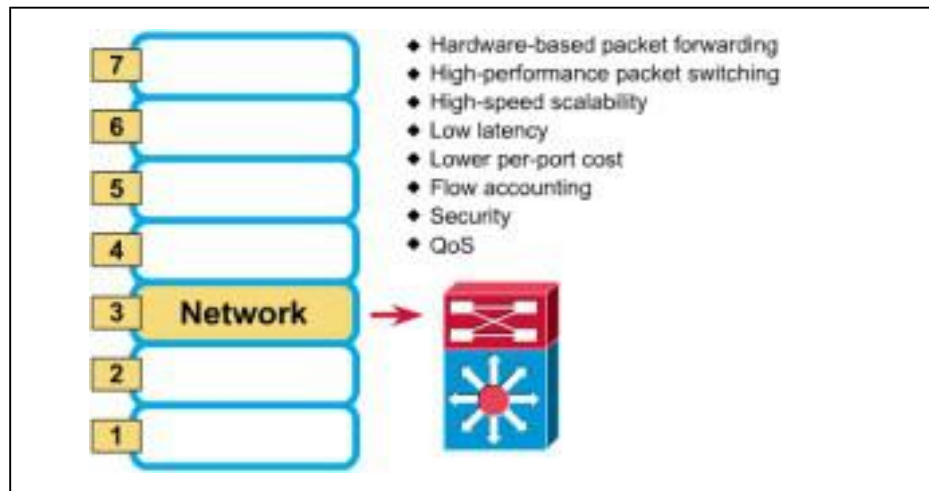 7
6
5
4
3 Network
2
1
◆ Hardware-based packet forwarding
◆ High-performance packet switching
◆ High-speed scalability
◆ Low latency
◆ Lower per-port cost
◆ Flow accounting
◆ Security
◆ QoS